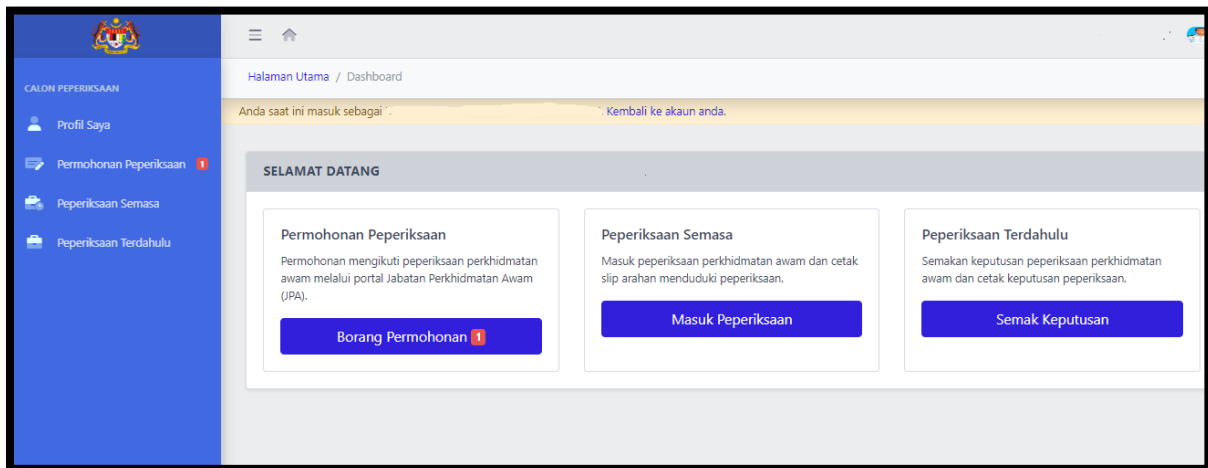 Halaman Utama / Dashboard
CALON PEPERIKSAAN
Profil Saya
Permohonan Peperiksaan 1
Peperiksaan Semasa
Peperiksaan Terdahulu
Anda saat ini masuk sebagai
Kembali ke akaun anda.
SELAMAT DATANG
Permohonan Peperiksaan
Permohonan mengikuti peperiksaan perkhidmatan
awam melalui portal Jabatan Perkhidmatan Awam
(JPA).
Borang Permohonan 1
Peperiksaan Semasa
Masuk peperiksaan perkhidmatan awam dan cetak
slip arahan menduduki peperiksaan.
Masuk Peperiksaan
Peperiksaan Terdahulu
Semakan keputusan peperiksaan perkhidmatan
awam dan cetak keputusan peperiksaan.
Semak Keputusan